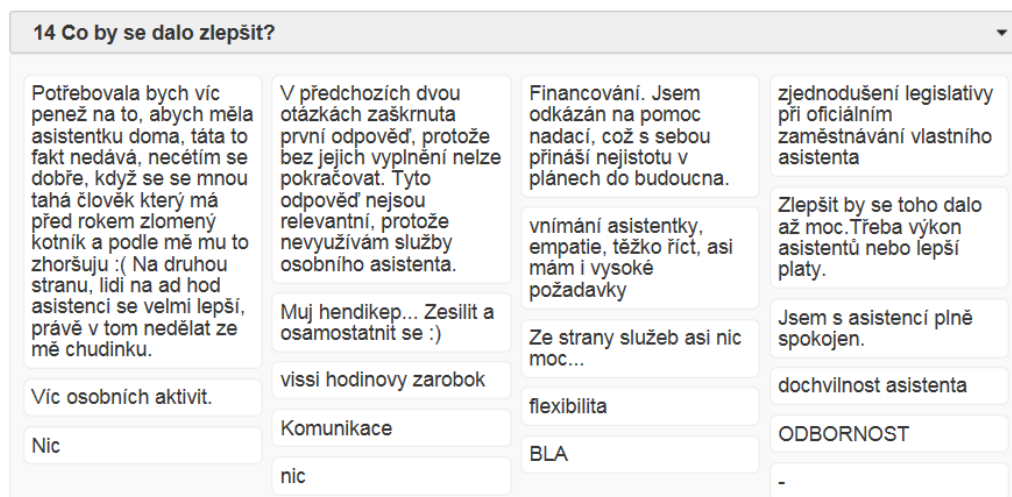 14 Co by se dalo zlepšit?
Potřebovala bych víc
peněž na to, abych měla
asistentku doma, táta to
fakt nedává, necétím se
dobře, když se se mnou
tahá člověk který má
před rokem zlomený
kotník a podle mě mu to
zhoršuju :( Na druhou
stranu, lidi na ad hod
asistenci se velmi lepší,
právě v tom nedělat ze
mě chudinku.
Víc osobních aktivit.
Nic
V předchozích dvou
otázkách zaškrnuta
první odpověď, protože
bez jejich vyplnění nelze
pokračovat. Tyto
odpověď nejsou
relevantní, protože
nevyužívám služby
osobního asistenta.
Muj hendikep... Zesilit a
osamostatnit se :)
vissi hodinovy zarobok
Komunikace
nic
Financování. Jsem
odkázán na pomoc
nadací, což s sebou
přináší nejistotu v
plánech do budoucna.
vnímání asistentky,
empatie, těžko říct, asi
mám i vysoké
požadavky
Ze strany služeb asi nic
moc...
flexibilita
BLA
zjednodušení legislativy
při oficiálním
zaměstnávání vlastního
asistenta
Zlepšit by se toho dalo
až moc.Třeba výkon
asistentů nebo lepší
platy.
Jsem s asistencí plně
spokojen.
dochvilnost asistenta
ODBORNOST
-